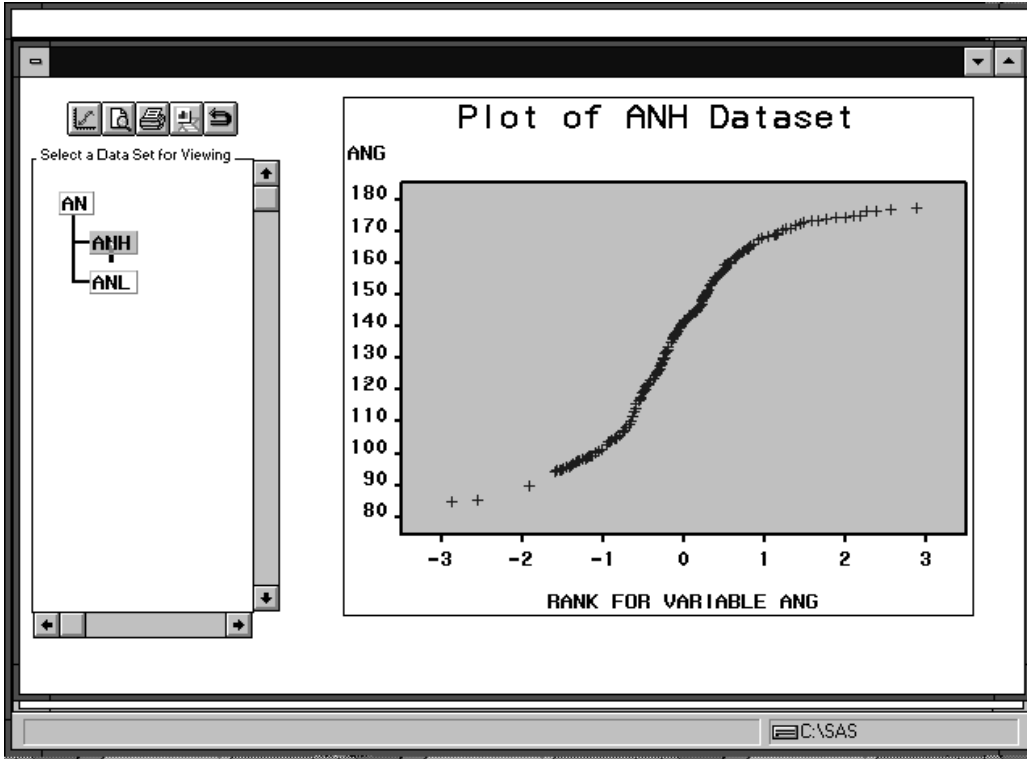 Select a Data Set for Viewing
AN
ANH
ANL
Plot of ANH Dataset
ANG
180
170
160
150
140
130
120
110
100
90
80
-3 -2 -1 0 1 2 3
RANK FOR VARIABLE ANG
C:\SAS